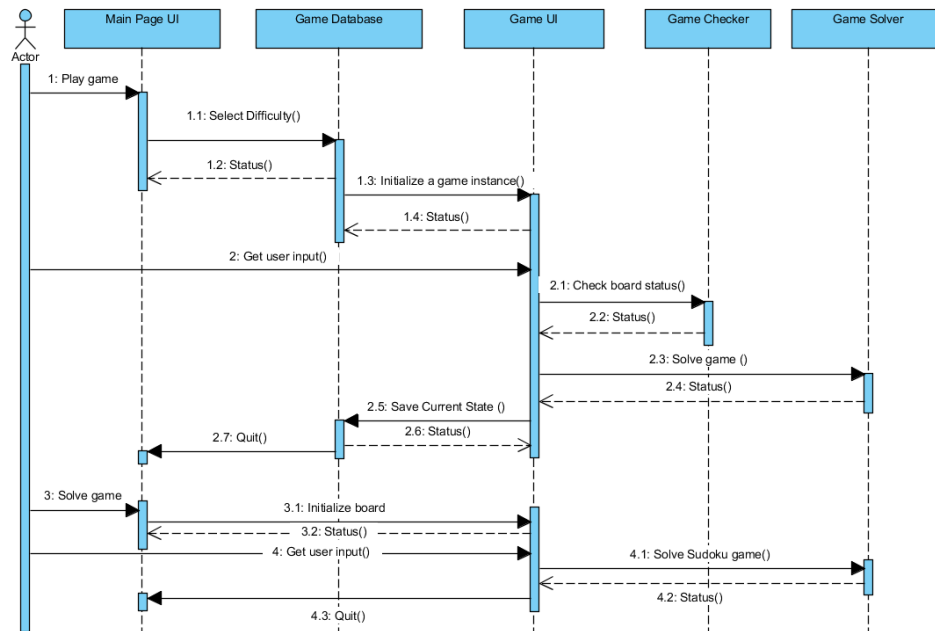 Main Page UI
Game Database
Game UI
Game Checker
Game Solver
Actor
1: Play game
1.1: Select Difficulty()
1.2: Status()
1.3: Initialize a game instance()
1.4: Status()
2: Get user input()
2.1: Check board status()
2.2: Status()
2.3: Solve game ()
2.4: Status()
2.5: Save Current State ()
2.6: Status()
2.7: Quit()
3: Solve game
3.1: Initialize board
3.2: Status()
4: Get user input()
4.1: Solve Sudoku game()
4.2: Status()
4.3: Quit()